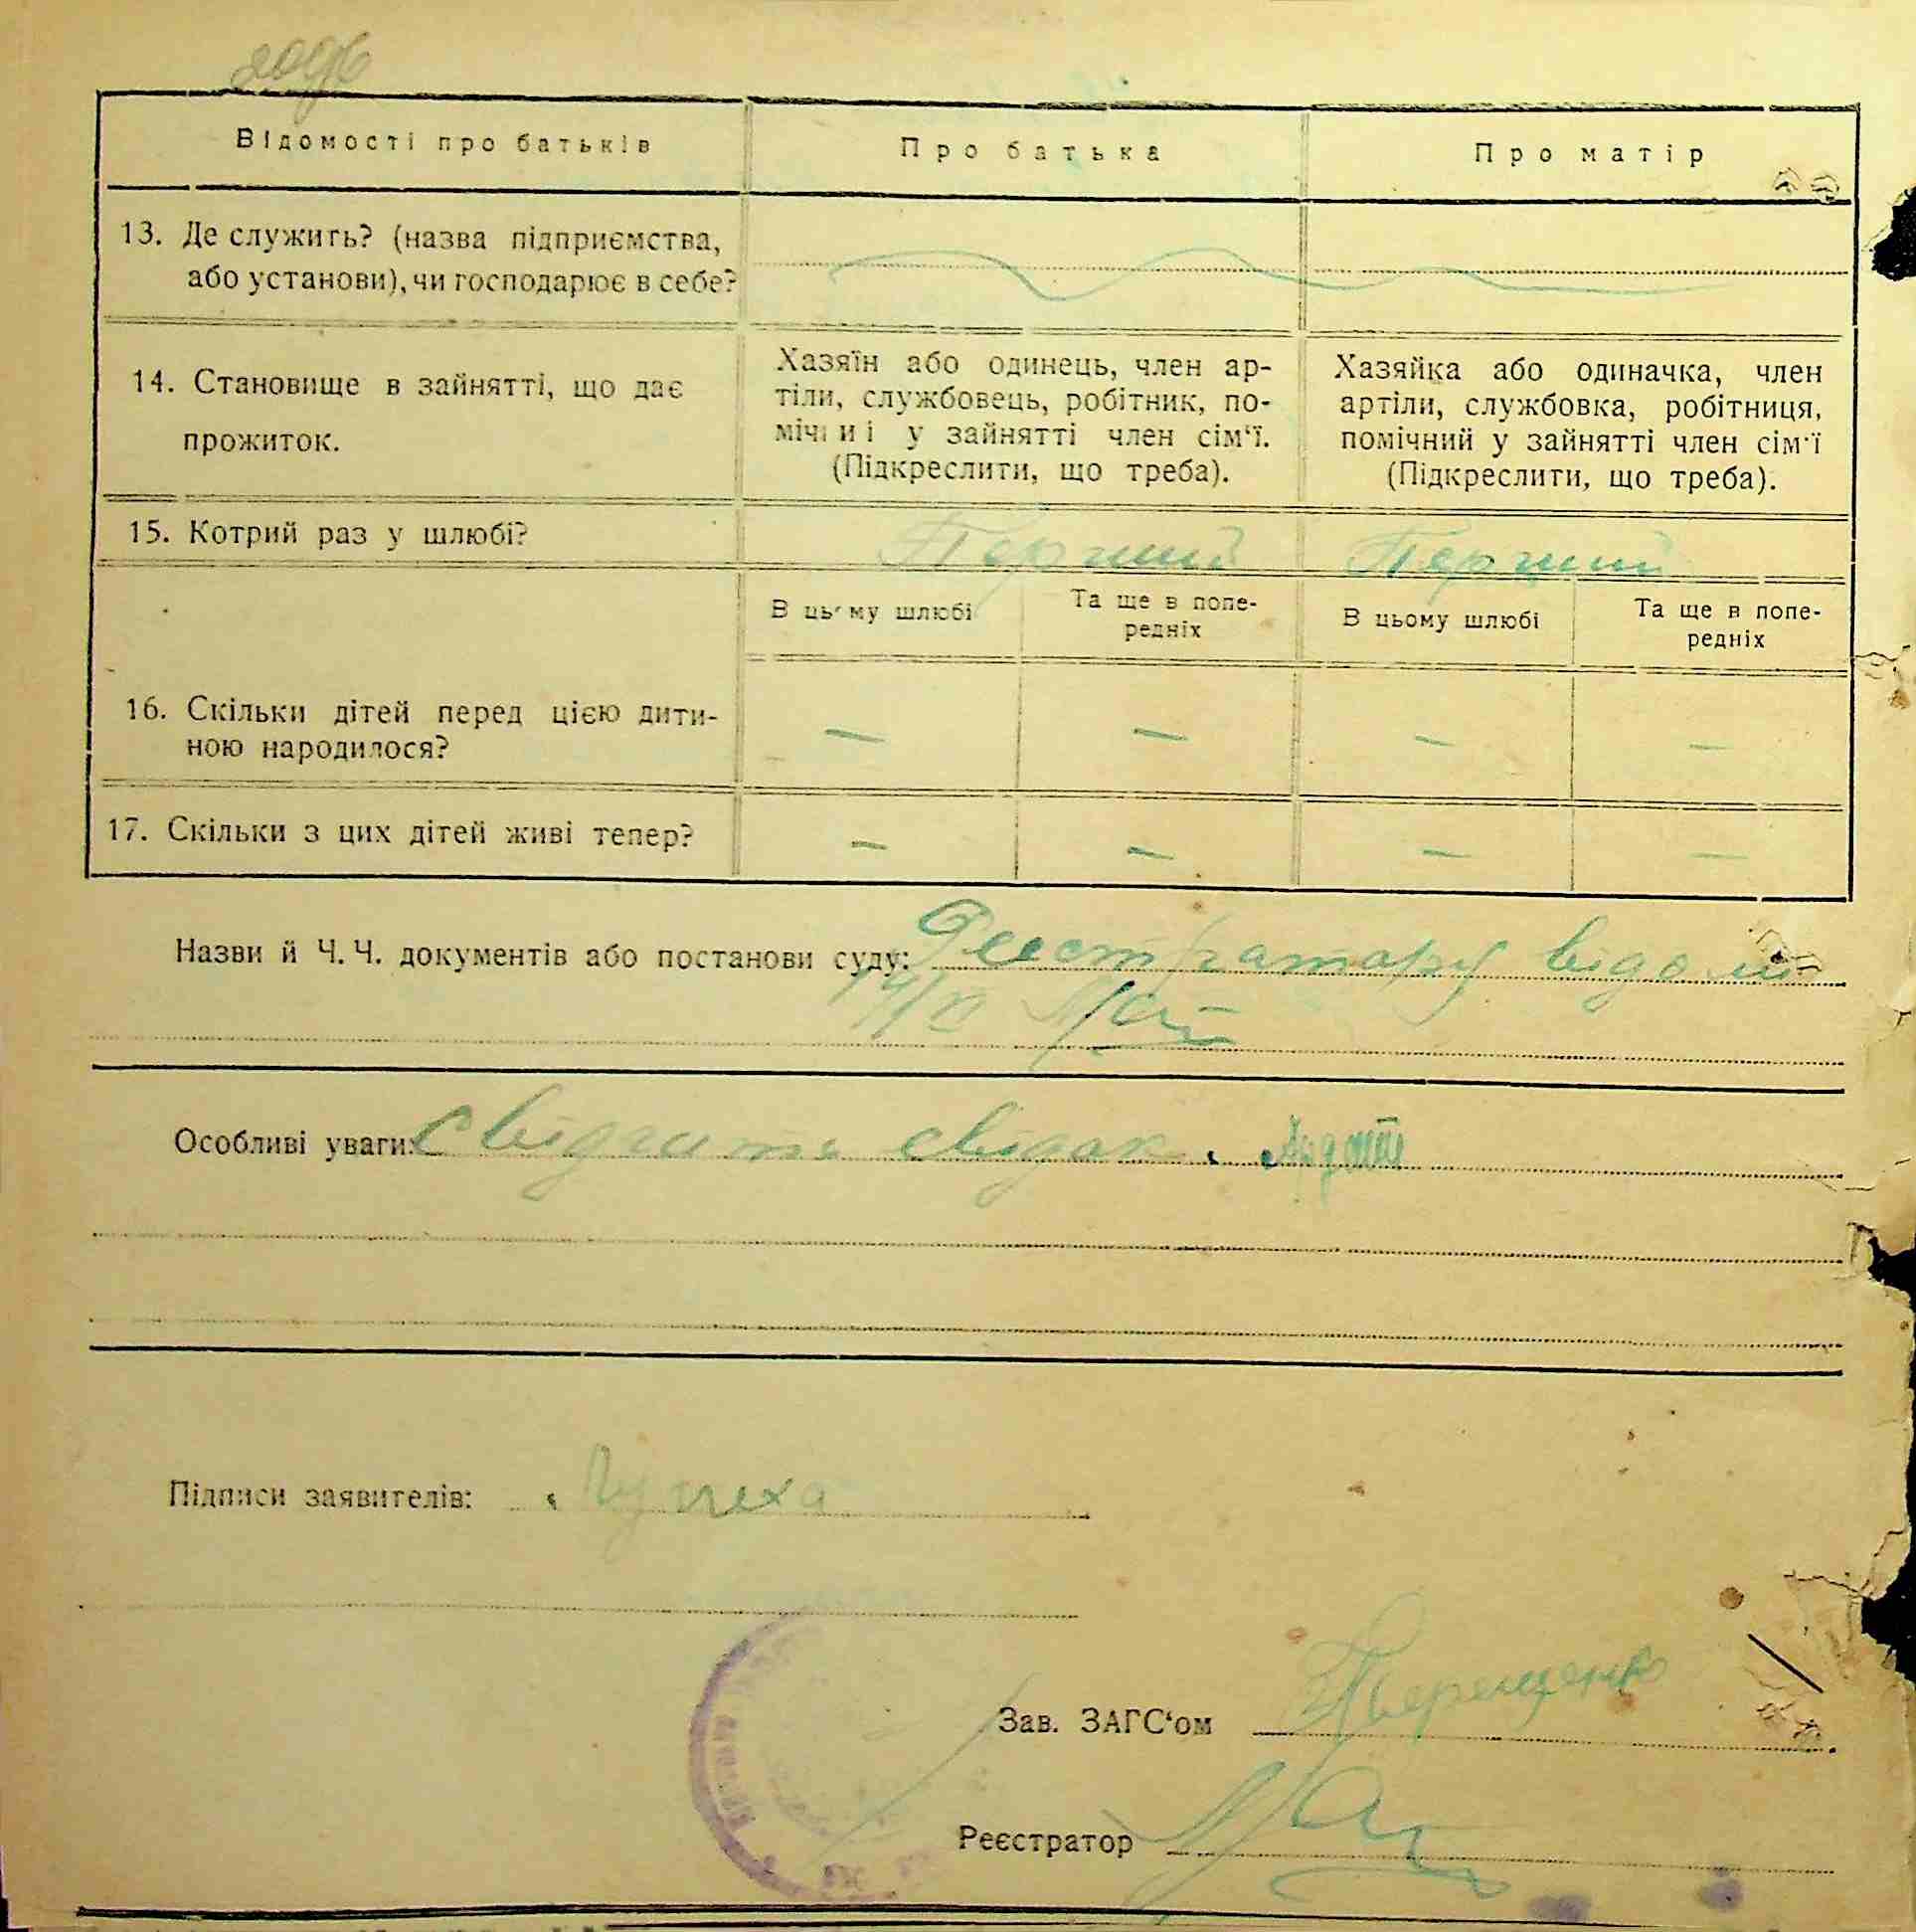 Відомості про батьків
Про батька
Про матір
13. Де служить? (назва підприємства,
або установи), чи господарює в себе?
14. Становище в зайнятті, що дає
прожиток.
Хазяїн або одинець, член ар-
тіли, службовець, робітник, по-
міч и і у зайнятті член сім‘ї.
(Підкреслити, що треба).
Хазяйка або одиначка, член
артіли, службовка, робітниця,
помічний у зайнятті член сім'ї
(Підкреслити, що треба).
15. Котрий раз у шлюбі?
Перший
Перший
В цьому шлюбі
Та ще в попе-
редніх
В цьому шлюбі
Та ще в попе-
редніх
16. Скільки дітей перед цією дити-
ною народилося?
— — — —
17. Скільки з цих дітей живі тепер?
— — — —
Назви й Ч. Ч. документів або постанови суду: Реєстратору відомі
Особливі уваги:
Підписи заявителів:
Зав. ЗАГС‘ом
Реєстратор